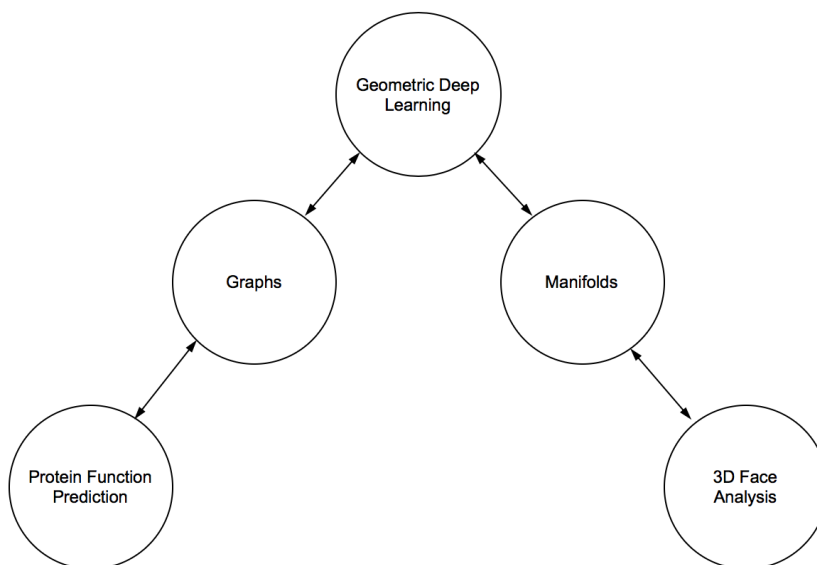 Geometric Deep
Learning
Graphs
Manifolds
Protein Function
Prediction
3D Face
Analysis